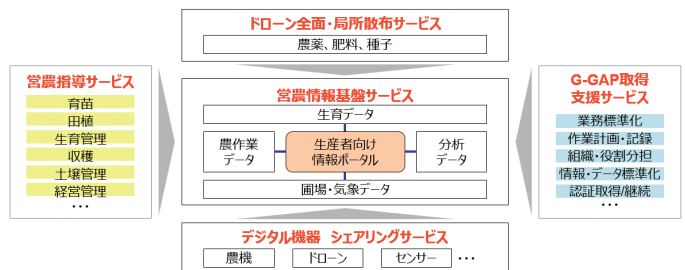 ドローン全面・局所散布サービス
農薬、肥料、種子
営農指導サービス
育苗
田植
生育管理
収穫
土壌管理
経営管理
・・・
営農情報基盤サービス
生育データ
農作業
データ
生産者向け
情報ポータル
分析
データ
圃場・気象データ
G-GAP取得
支援サービス
業務標準化
作業計画・記録
組織・役割分担
情報・データ標準化
認証取得/継続
・・・
デジタル機器 シェアリングサービス
農機 ドローン センサー ・・・